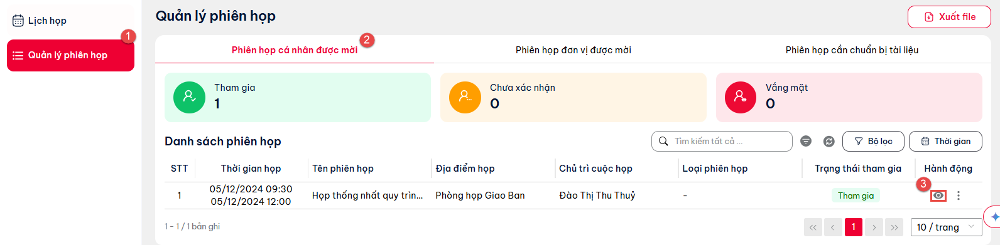 Lịch họp
1
Quản lý phiên họp
Quản lý phiên họp
Xuất file
Phiên họp cá nhân được mời
2
Phiên họp đơn vị được mời
Phiên họp cần chuẩn bị tài liệu
Tham gia
1
Chưa xác nhận
0
Vắng mặt
0
Danh sách phiên họp
Tìm kiếm tất cả ...
Bộ lọc
Thời gian
STT Thời gian họp Tên phiên họp Địa điểm họp Chủ trì cuộc họp Loại phiên họp Trạng thái tham gia Hành động
3
1 05/12/2024 09:30 Họp thống nhất quy trìn... Phòng họp Giao Ban Đào Thị Thu Thuỷ - Tham gia
05/12/2024 12:00
1 - 1 / 1 bản ghi
<< < 1 > >> 10 / trang